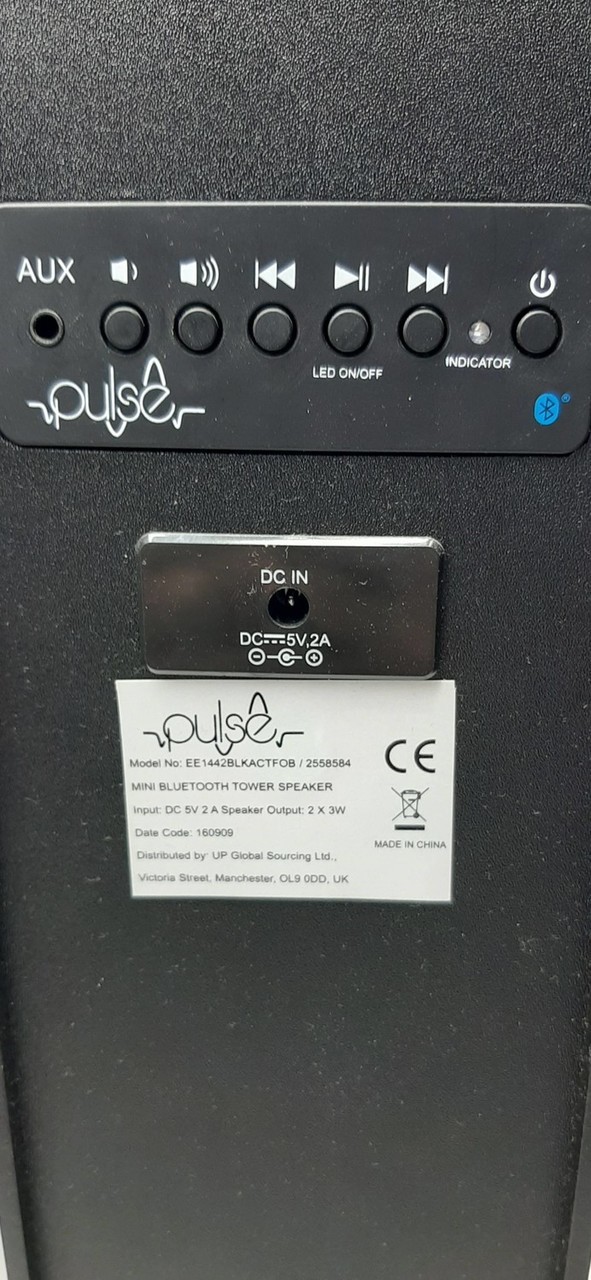 AUX
LED ON/OFF
INDICATOR
pulse
®
DC IN
DC⎓5V,2A
pulse
Model No: EE1442BLKACTFOB / 2558584
MINI BLUETOOTH TOWER SPEAKER
Input: DC 5V 2 A Speaker Output: 2 X 3W
Date Code: 160909
Distributed by: UP Global Sourcing Ltd.,
Victoria Street, Manchester, OL9 0DD, UK
CE
MADE IN CHINA